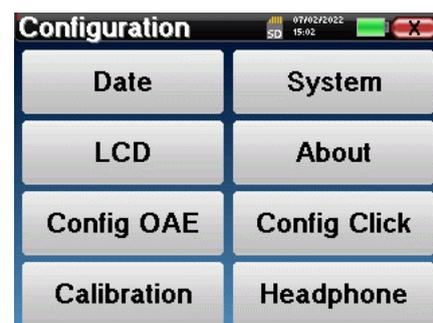 Configuration
SD
07/02/2022
15:02
X
Date
System
LCD
About
Config OAE
Config Click
Calibration
Headphone